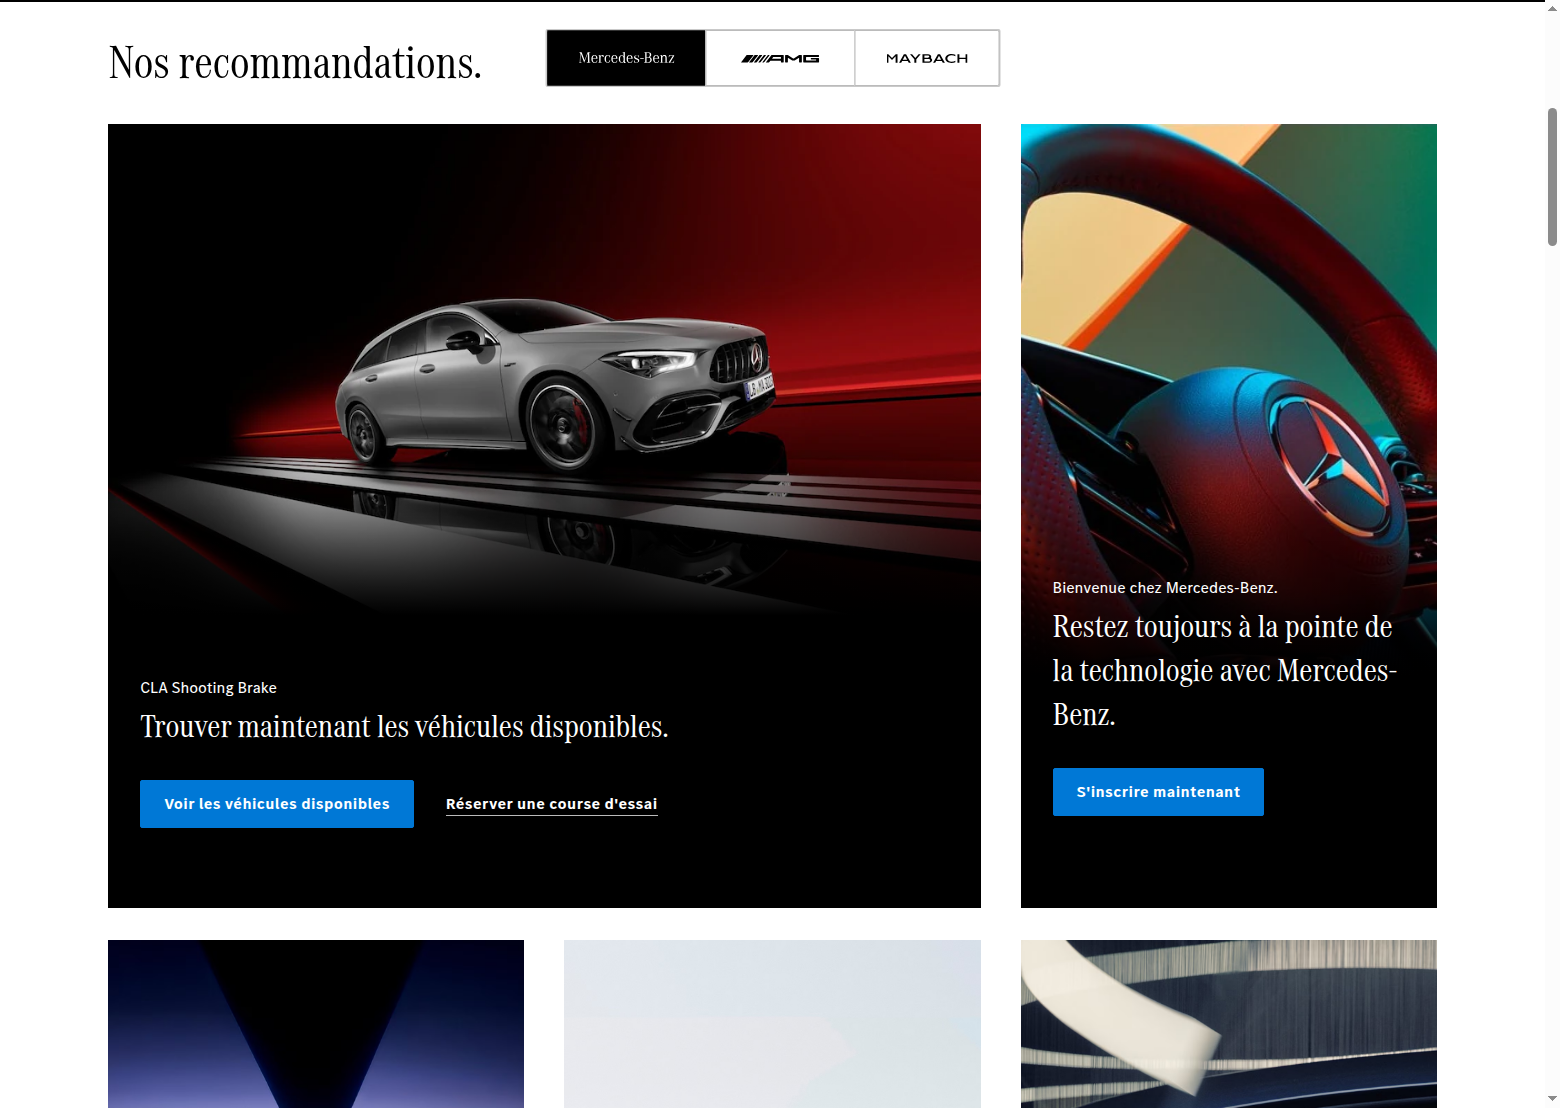 Nos recommandations.
Mercedes-Benz
AMG
MAYBACH
CLA Shooting Brake
Trouver maintenant les véhicules disponibles.
Voir les véhicules disponibles
Réserver une course d'essai
Bienvenue chez Mercedes-Benz.
Restez toujours à la pointe de
la technologie avec Mercedes-
Benz.
S'inscrire maintenant